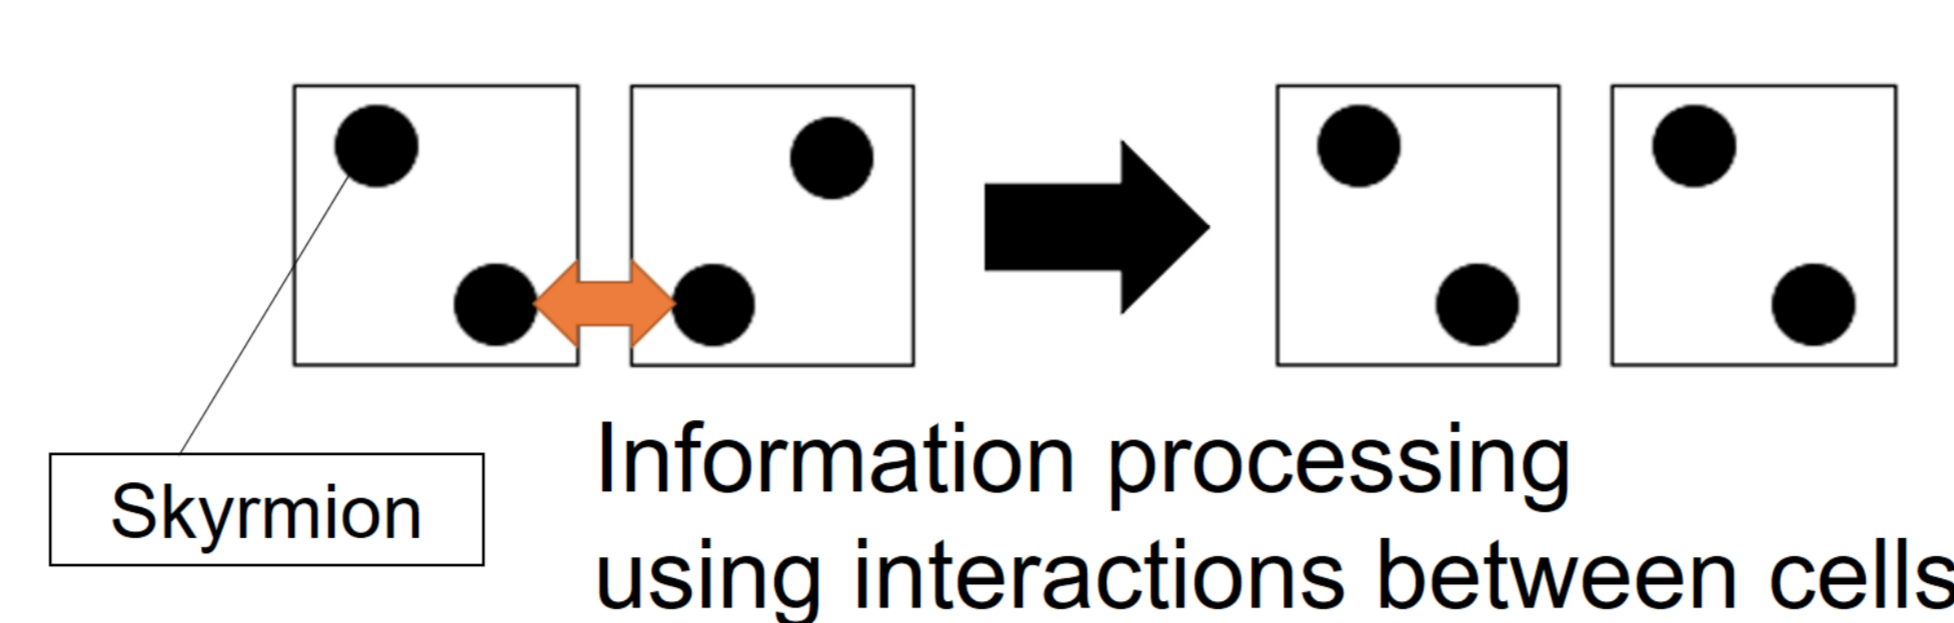 Skyrmion
Information processing
using interactions between cells